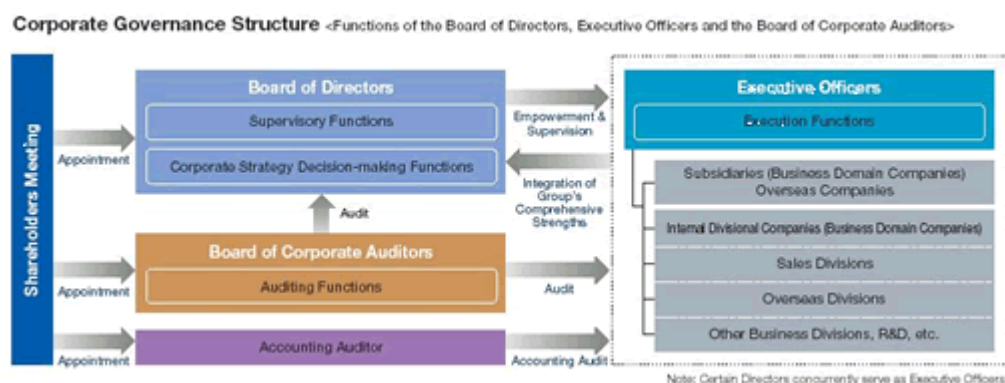 Corporate Governance Structure <Functions of the Board of Directors, Executive Officers and the Board of Corporate Auditors>
Shareholders Meeting
Appointment
Board of Directors
Supervisory Functions
Corporate Strategy Decision-making Functions
Audit
Appointment
Board of Corporate Auditors
Auditing Functions
Appointment
Accounting Auditor
Empowerment &
Supervision
Integration of
Group's
Comprehensive
Strengths
Audit
Accounting Audit
Executive Officers
Execution Functions
Subsidiaries (Business Domain Companies)
Overseas Companies
Internal Divisional Companies (Business Domain Companies)
Sales Divisions
Overseas Divisions
Other Business Divisions, R&D, etc.
Note: Certain Directors concurrently serve as Executive Officers